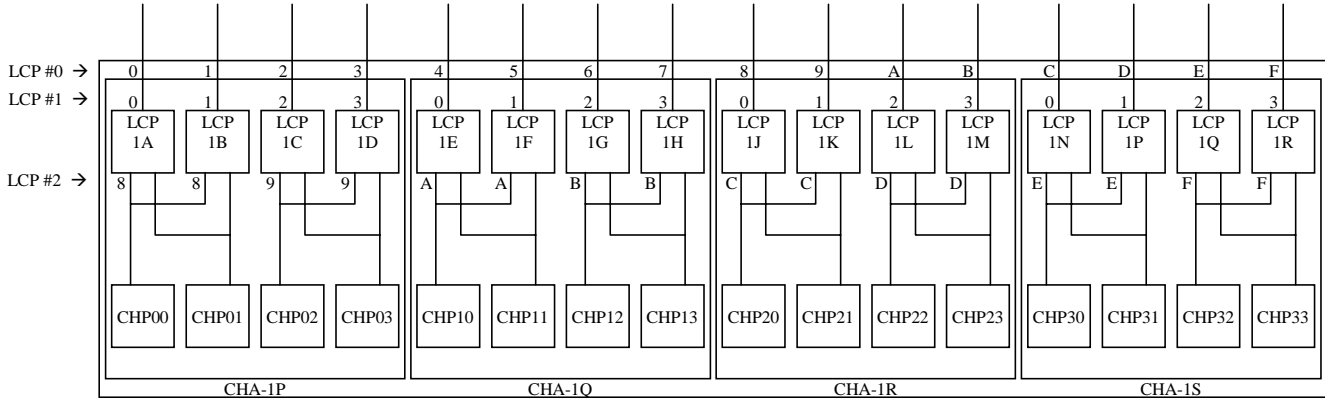 LCP #0 → 0 1 2 3 4 5 6 7 8 9 A B C D E F
LCP #1 → 0 1 2 3 0 1 2 3 0 1 2 3 0 1 2 3
LCP LCP LCP LCP LCP LCP LCP LCP LCP LCP LCP LCP LCP LCP LCP LCP
1A 1B 1C 1D 1E 1F 1G 1H 1J 1K 1L 1M 1N 1P 1Q 1R
LCP #2 → 8 8 9 9 A A B B C C D D E E F F
CHP00 CHP01 CHP02 CHP03 CHP10 CHP11 CHP12 CHP13 CHP20 CHP21 CHP22 CHP23 CHP30 CHP31 CHP32 CHP33
CHA-1P CHA-1Q CHA-1R CHA-1S